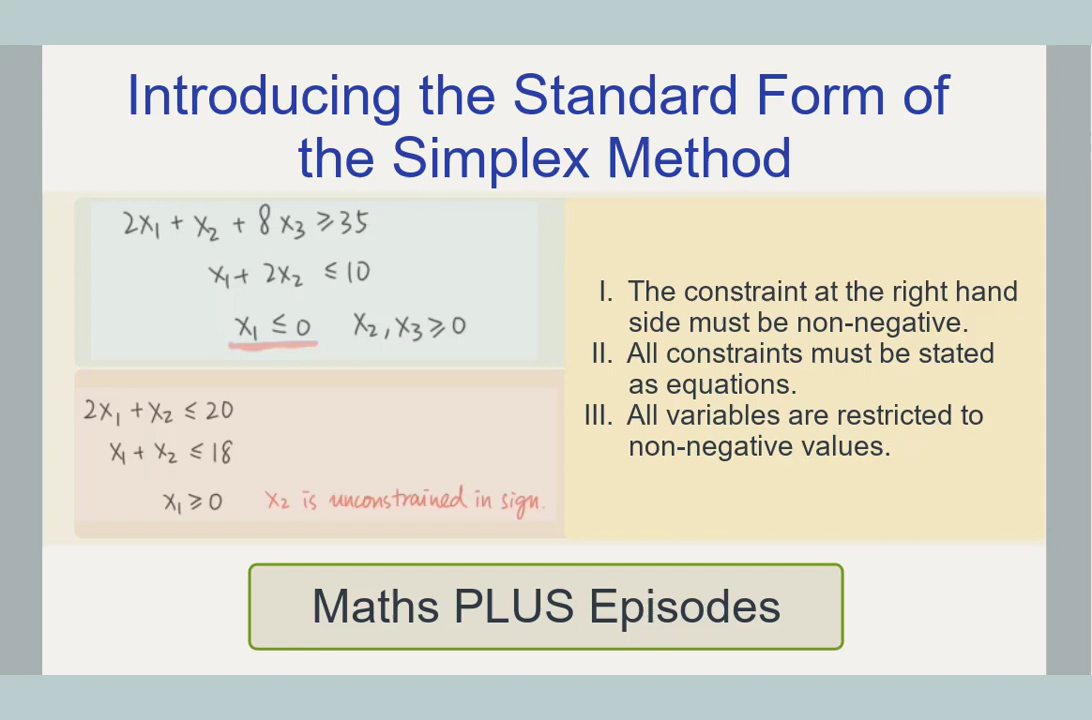 Introducing the Standard Form of
the Simplex Method
2x₁ + x₂ + 8x₃ ≥ 35
x₁ + 2x₂ ≤ 10
x₁ ≤ 0 x₂, x₃ ≥ 0
2x₁ + x₂ ≤ 20
x₁ + x₂ ≤ 18
x₁ ≥ 0 x₂ is unconstrained in sign.
I. The constraint at the right hand
side must be non-negative.
II. All constraints must be stated
as equations.
III. All variables are restricted to
non-negative values.
Maths PLUS Episodes